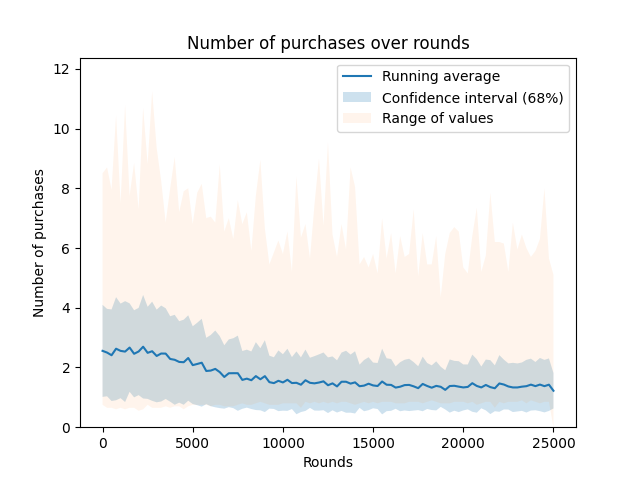 Number of purchases over rounds
Running average
Confidence interval (68%)
Range of values
Number of purchases
12
10
8
6
4
2
0
0 5000 10000 15000 20000 25000
Rounds